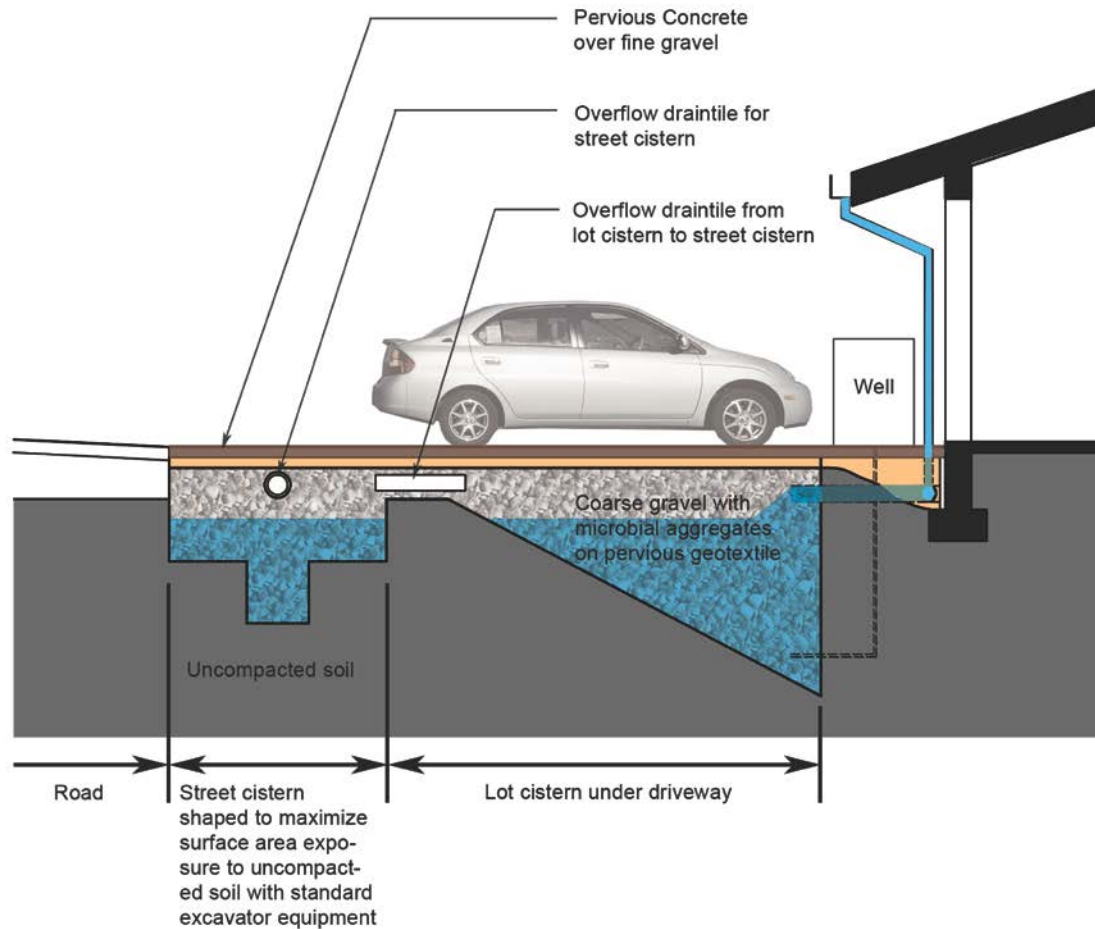 Pervious Concrete
over fine gravel
Overflow draintile for
street cistern
Overflow draintile from
lot cistern to street cistern
Well
Coarse gravel with
microbial aggregates
on pervious geotextile
Uncompacted soil
Road
Street cistern
shaped to maximize
surface area expo-
sure to uncompact-
ed soil with standard
excavator equipment
Lot cistern under driveway